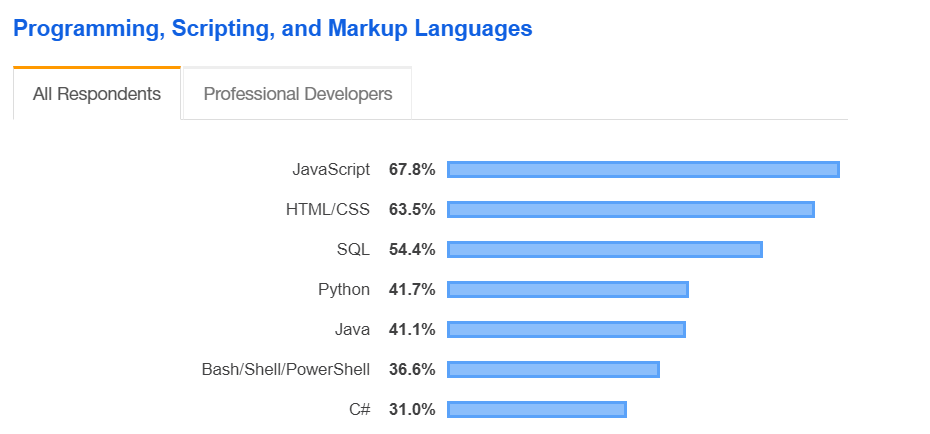 Programming, Scripting, and Markup Languages
All Respondents Professional Developers
JavaScript 67.8%
HTML/CSS 63.5%
SQL 54.4%
Python 41.7%
Java 41.1%
Bash/Shell/PowerShell 36.6%
C# 31.0%